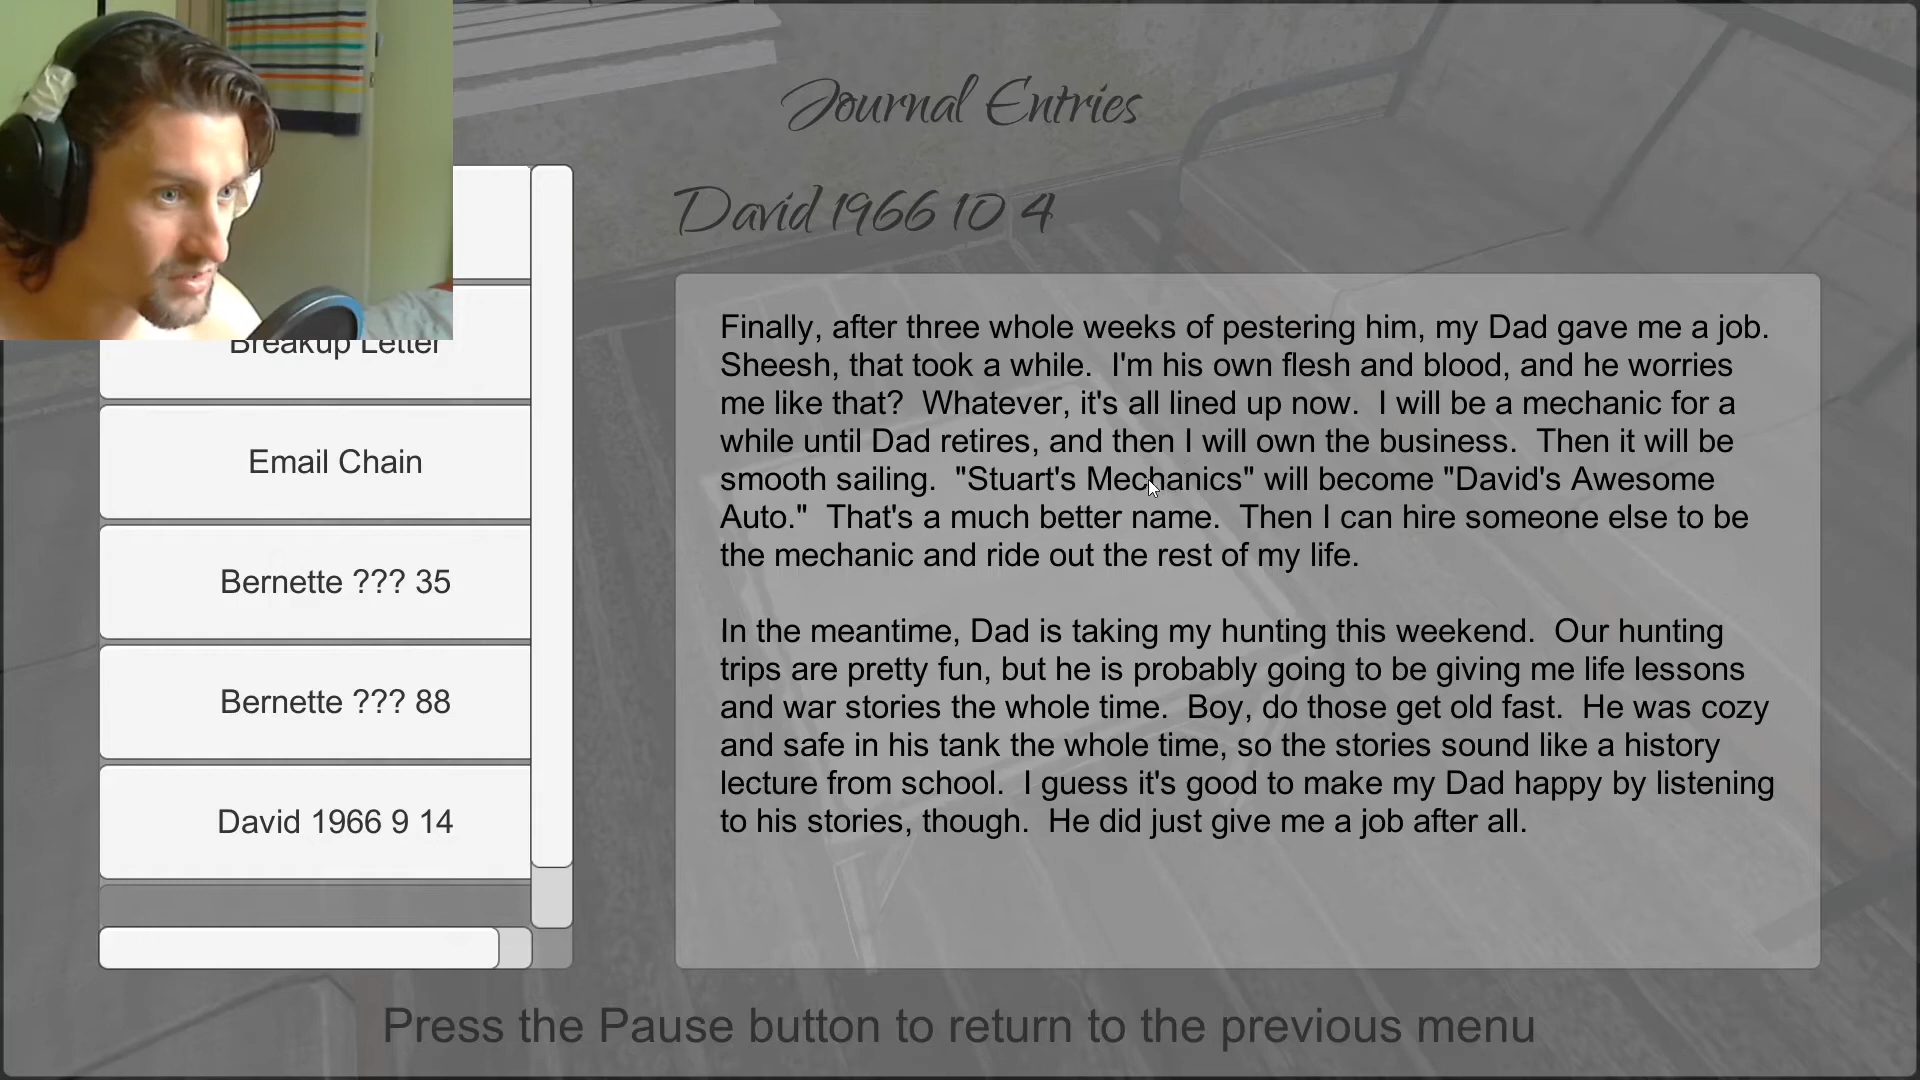 Journal Entries
David 1966 10 4
Breakup Letter
Email Chain
Bernette ??? 35
Bernette ??? 88
David 1966 9 14
Finally, after three whole weeks of pestering him, my Dad gave me a job.
Sheesh, that took a while.  I'm his own flesh and blood, and he worries
me like that?  Whatever, it's all lined up now.  I will be a mechanic for a
while until Dad retires, and then I will own the business.  Then it will be
smooth sailing.  "Stuart's Mechanics" will become "David's Awesome
Auto."  That's a much better name.  Then I can hire someone else to be
the mechanic and ride out the rest of my life.
In the meantime, Dad is taking my hunting this weekend.  Our hunting
trips are pretty fun, but he is probably going to be giving me life lessons
and war stories the whole time.  Boy, do those get old fast.  He was cozy
and safe in his tank the whole time, so the stories sound like a history
lecture from school.  I guess it's good to make my Dad happy by listening
to his stories, though.  He did just give me a job after all.
Press the Pause button to return to the previous menu